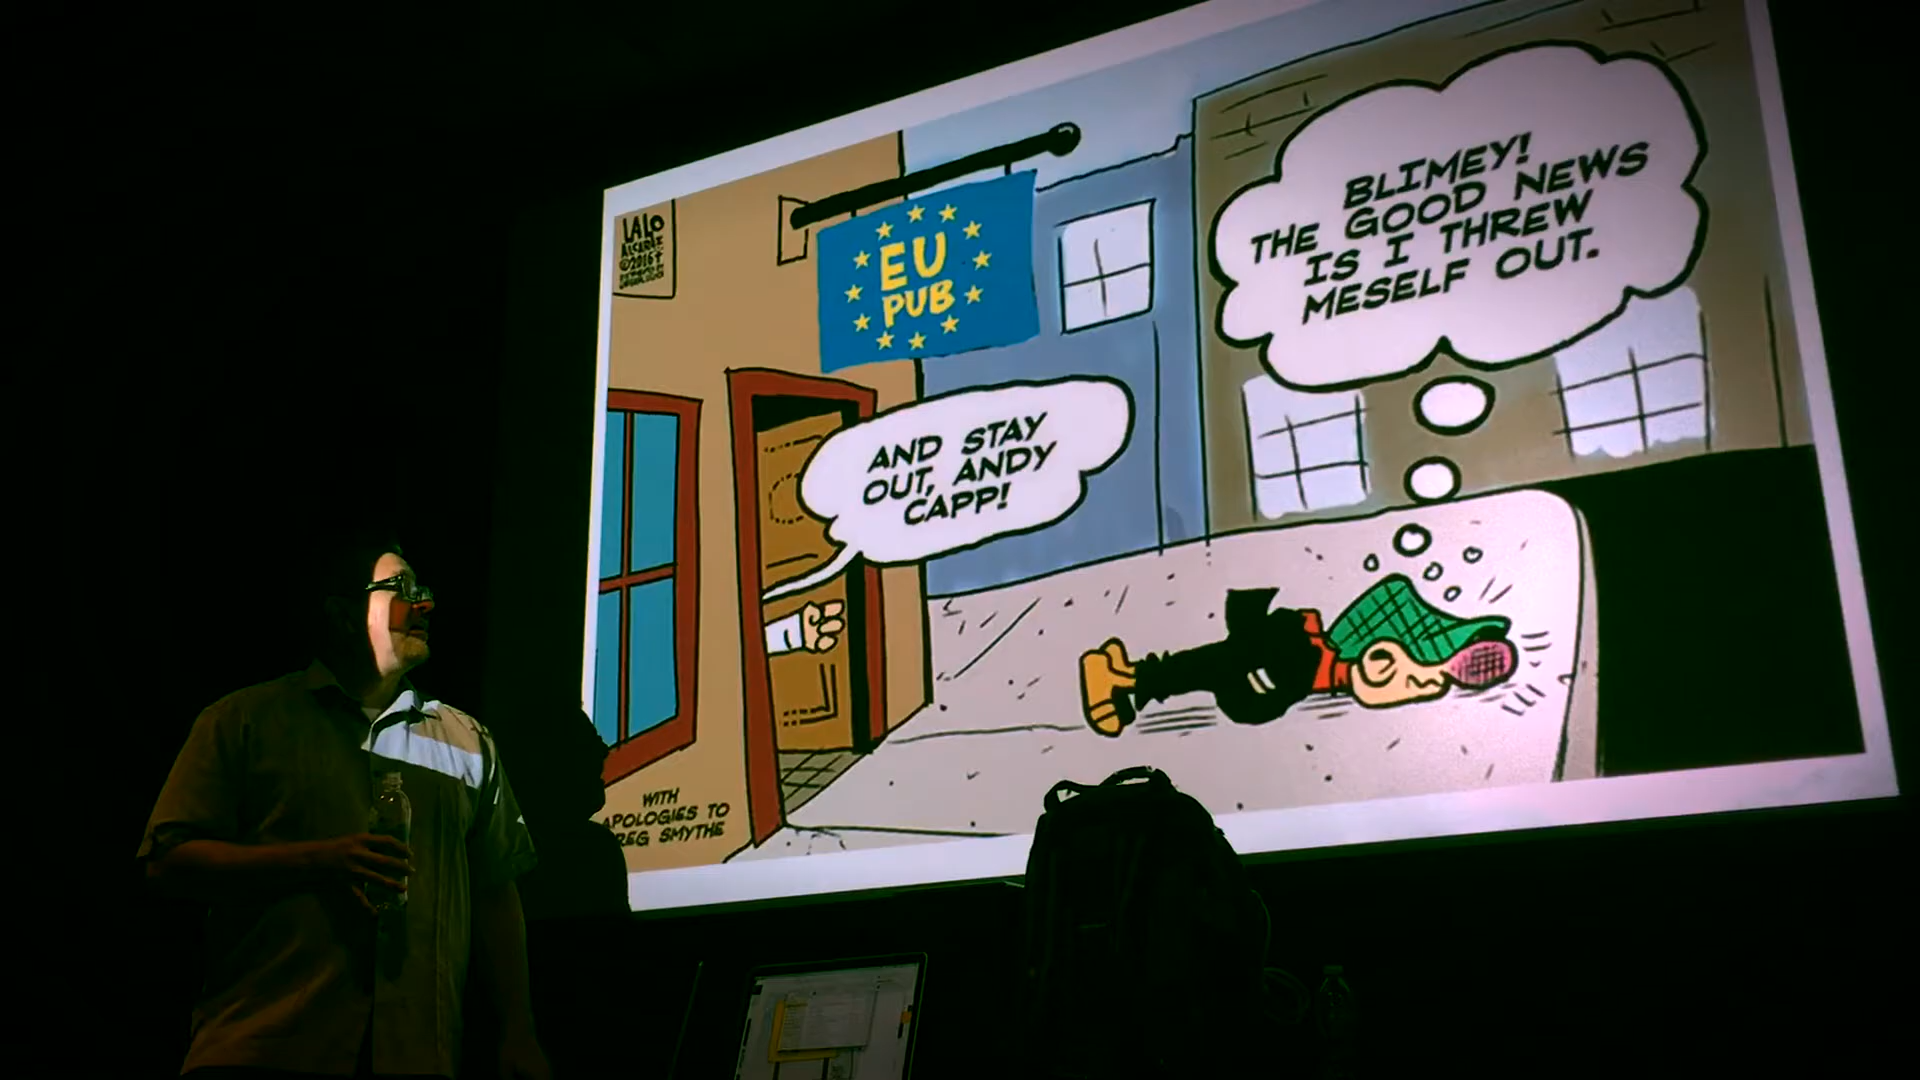 LALO
ALCARAZ
©2016
EU
PUB
BLIMEY!
THE GOOD NEWS
IS I THREW
MESELF OUT.
AND STAY
OUT, ANDY
CAPP!
WITH
APOLOGIES TO
REG SMYTHE